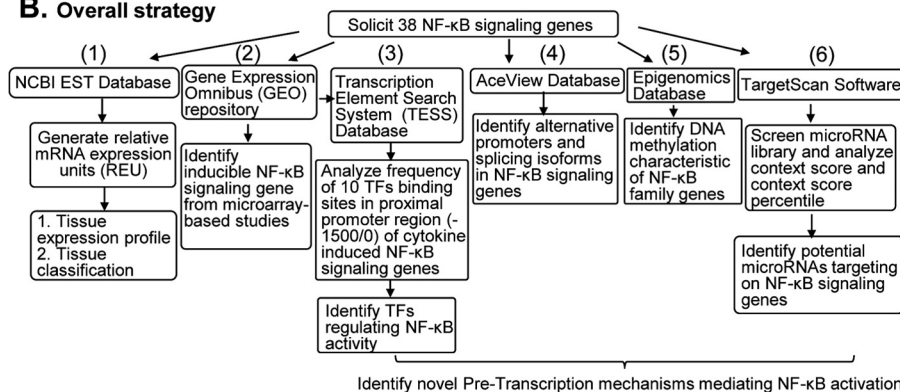 B. Overall strategy
Solicit 38 NF-κB signaling genes
(1)
NCBI EST Database
Generate relative
mRNA expression
units (REU)
1. Tissue
expression profile
2. Tissue
classification
(2)
Gene Expression
Omnibus (GEO)
repository
Identify
inducible NF-κB
signaling gene
from microarray-
based studies
(3)
Transcription
Element Search
System (TESS)
Database
Analyze frequency
of 10 TFs binding
sites in proximal
promoter region (-
1500/0) of cytokine
induced NF-κB
signaling genes
Identify TFs
regulating NF-κB
activity
(4)
AceView Database
Identify alternative
promoters and
splicing isoforms
in NF-κB signaling
genes
(5)
Epigenomics
Database
Identify DNA
methylation
characteristic
of NF-κB
family genes
(6)
TargetScan Software
Screen microRNA
library and analyze
context score and
context score
percentile
Identify potential
microRNAs targeting
on NF-κB signaling
genes
Identify novel Pre-Transcription mechanisms mediating NF-κB activation